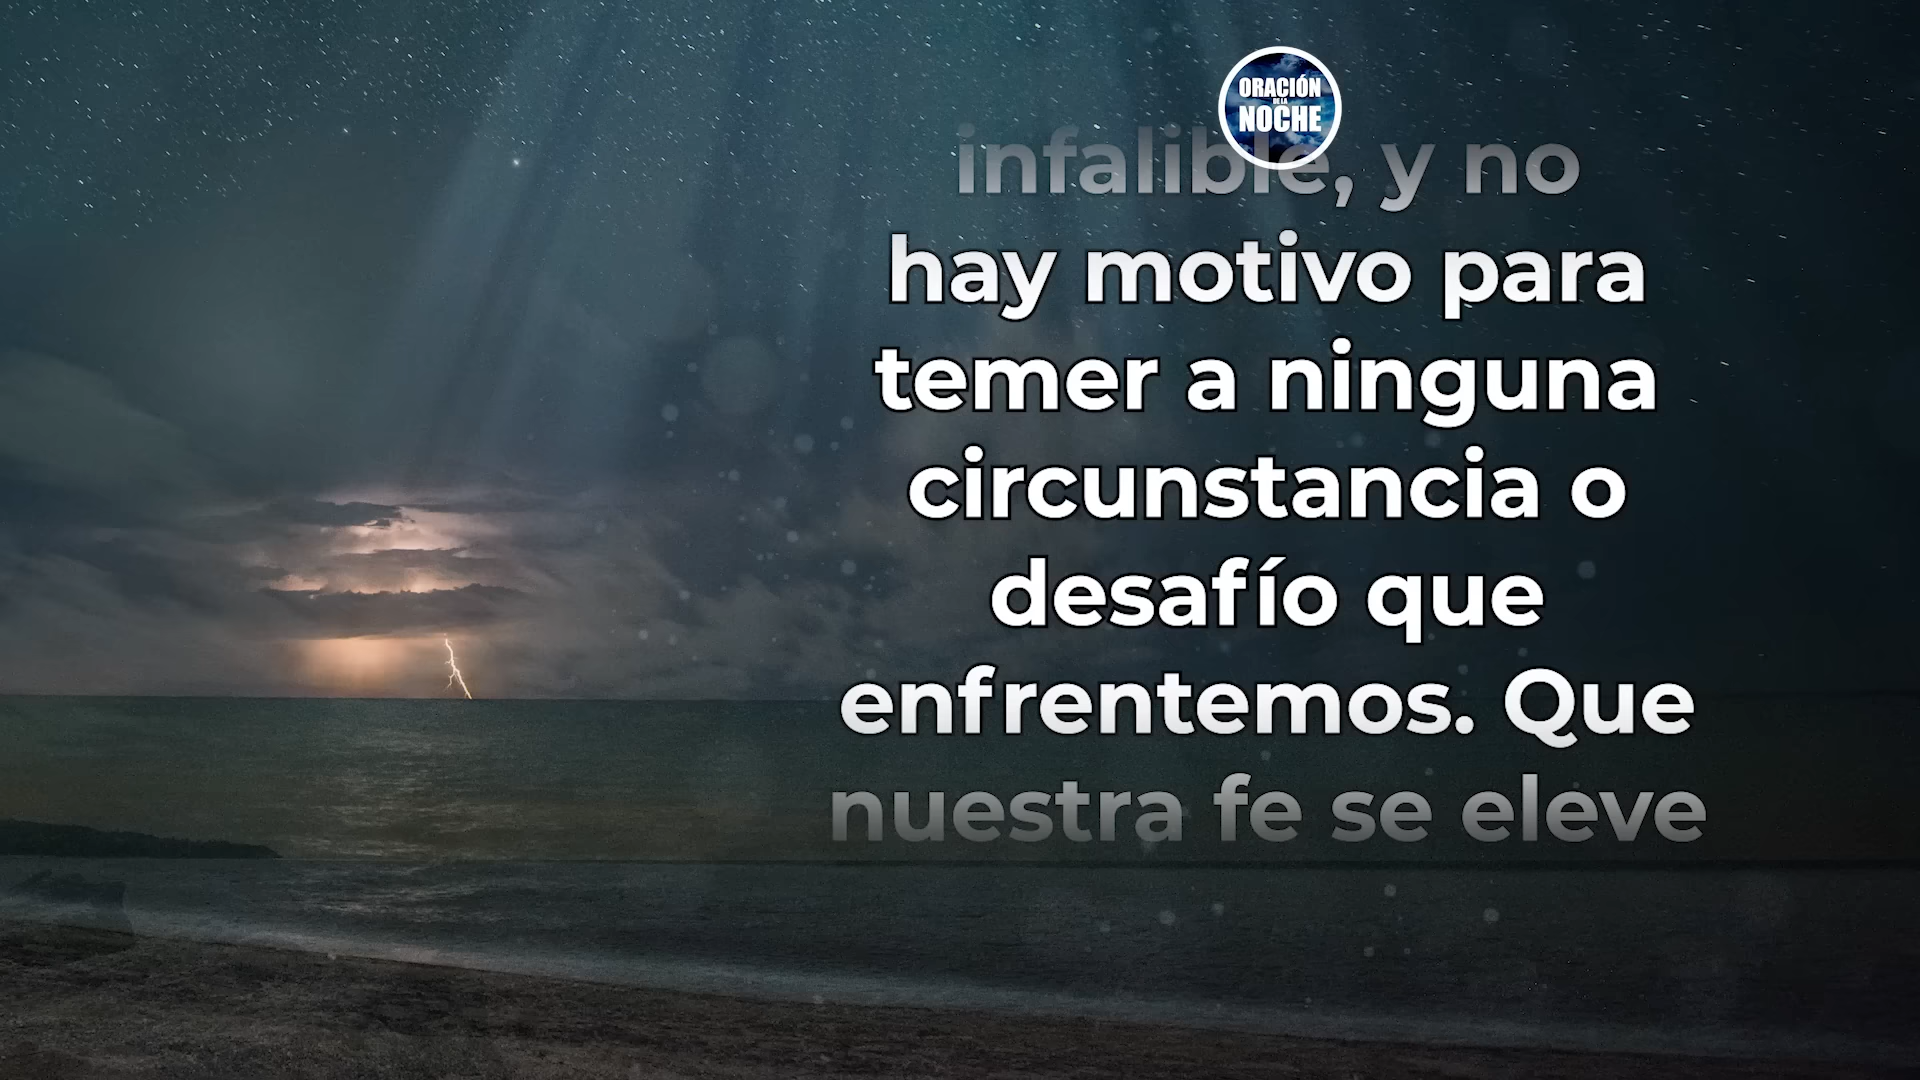 ORACIÓN
DE LA
NOCHE
infalible, y no
hay motivo para
temer a ninguna
circunstancia o
desafío que
enfrentemos. Que
nuestra fe se eleve